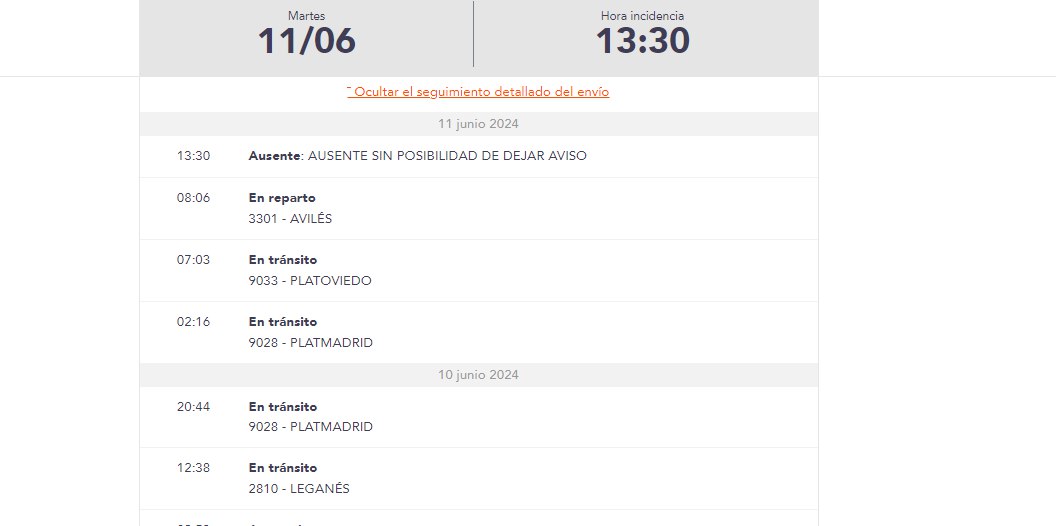 Martes
11/06
Hora incidencia
13:30
Ocultar el seguimiento detallado del envío
11 junio 2024
13:30 Ausente: AUSENTE SIN POSIBILIDAD DE DEJAR AVISO
08:06 En reparto
3301 - AVILÉS
07:03 En tránsito
9033 - PLATOVIEDO
02:16 En tránsito
9028 - PLATMADRID
10 junio 2024
20:44 En tránsito
9028 - PLATMADRID
12:38 En tránsito
2810 - LEGANÉS